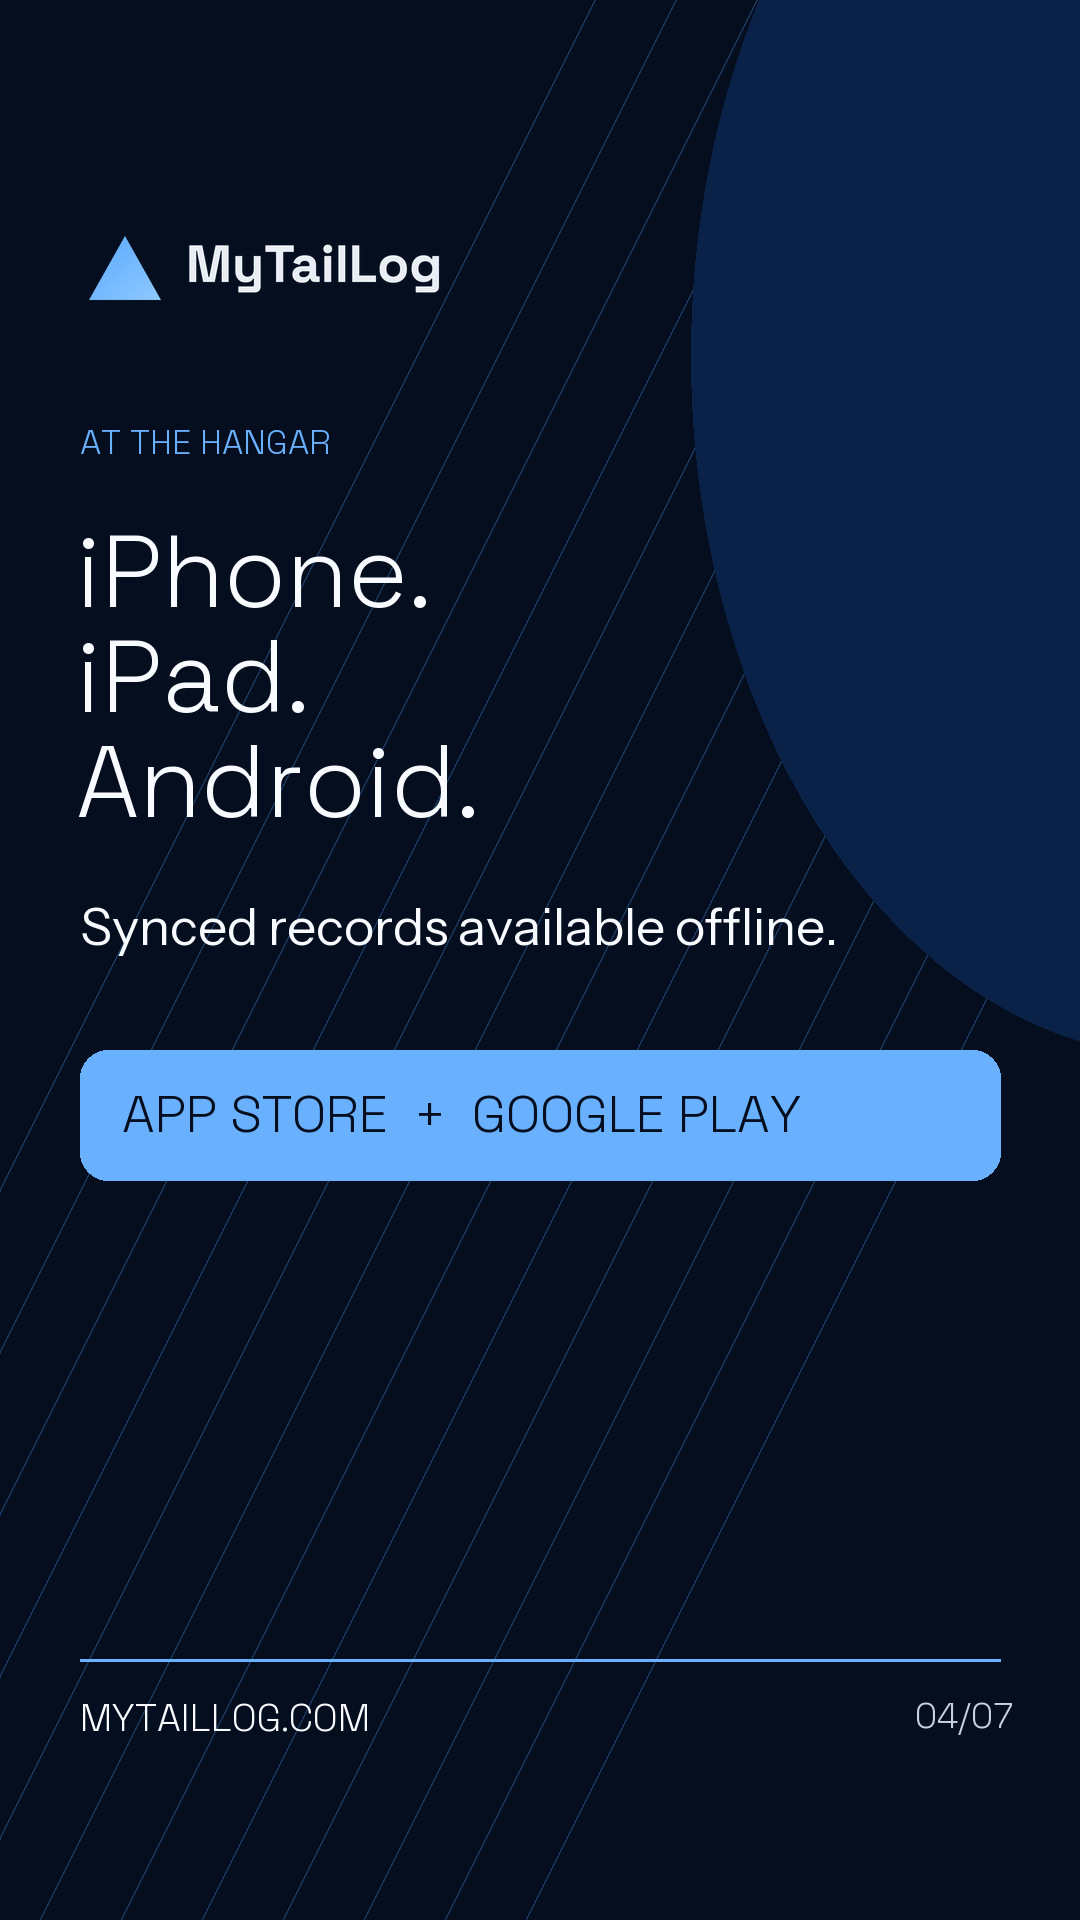 MyTailLog
AT THE HANGAR
iPhone.
iPad.
Android.
Synced records available offline.
APP STORE + GOOGLE PLAY
MYTAILLOG.COM
04/07